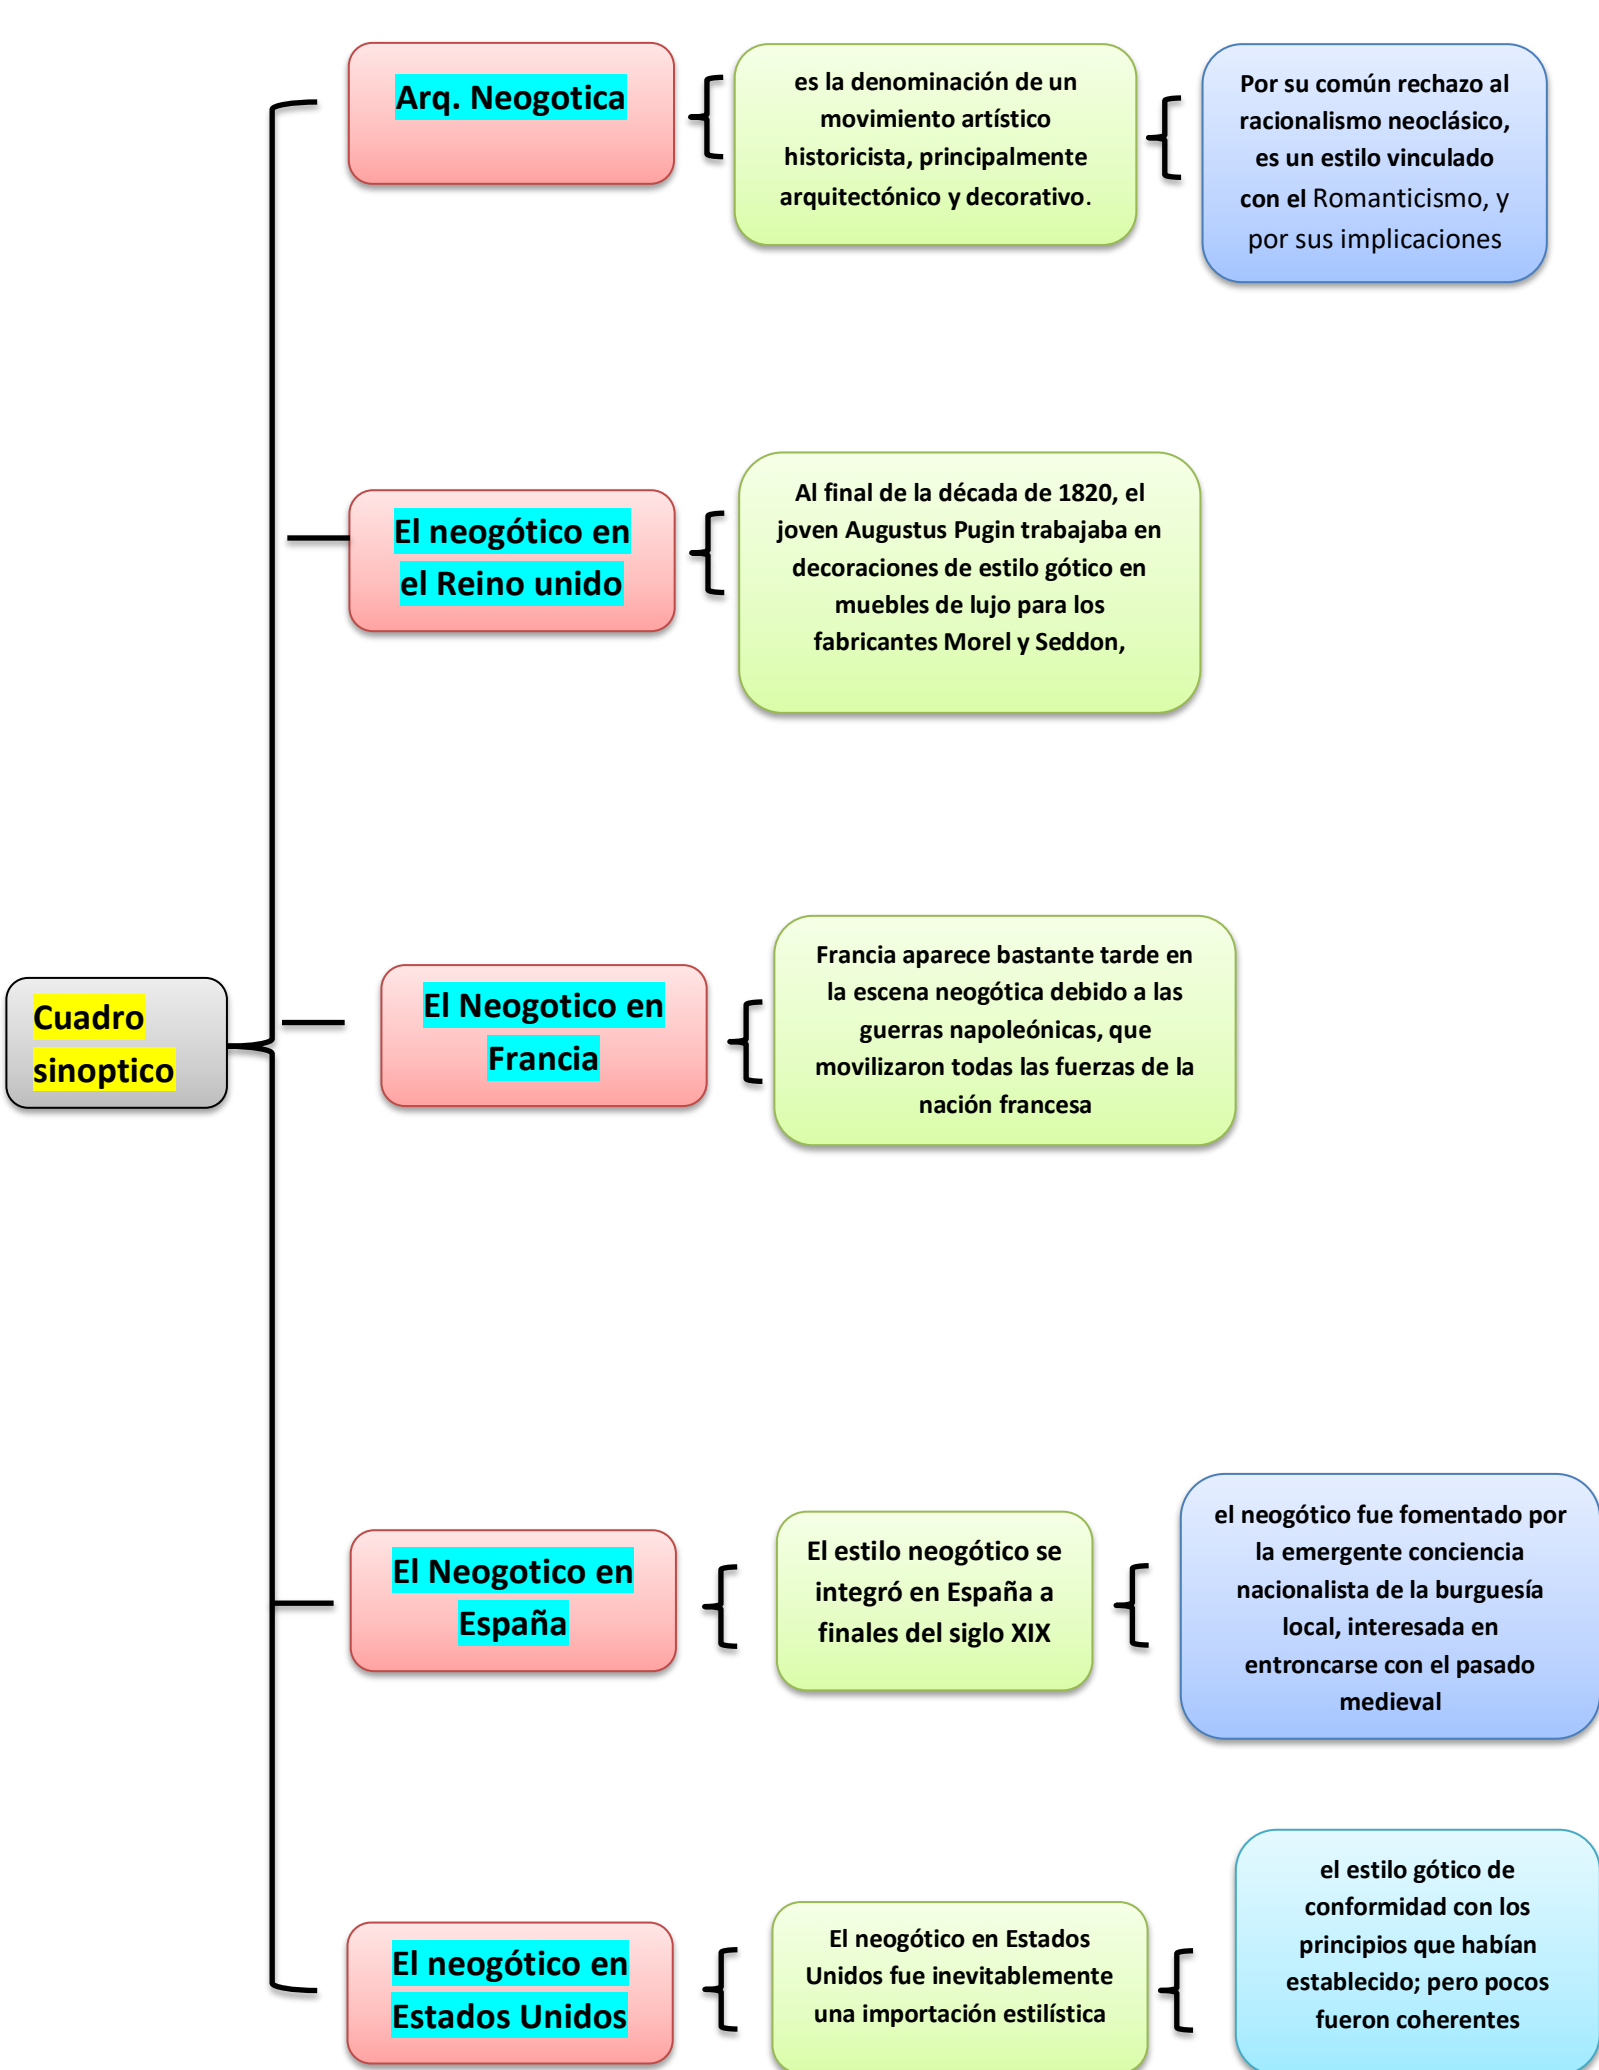 Cuadro
sinoptico
Arq. Neogotica
es la denominación de un
movimiento artístico
historicista, principalmente
arquitectónico y decorativo.
Por su común rechazo al
racionalismo neoclásico,
es un estilo vinculado
con el Romanticismo, y
por sus implicaciones
El neogótico en
el Reino unido
Al final de la década de 1820, el
joven Augustus Pugin trabajaba en
decoraciones de estilo gótico en
muebles de lujo para los
fabricantes Morel y Seddon,
El Neogotico en
Francia
Francia aparece bastante tarde en
la escena neogótica debido a las
guerras napoleónicas, que
movilizaron todas las fuerzas de la
nación francesa
El Neogotico en
España
El estilo neogótico se
integró en España a
finales del siglo XIX
el neogótico fue fomentado por
la emergente conciencia
nacionalista de la burguesía
local, interesada en
entroncarse con el pasado
medieval
El neogótico en
Estados Unidos
El neogótico en Estados
Unidos fue inevitablemente
una importación estilística
el estilo gótico de
conformidad con los
principios que habían
establecido; pero pocos
fueron coherentes